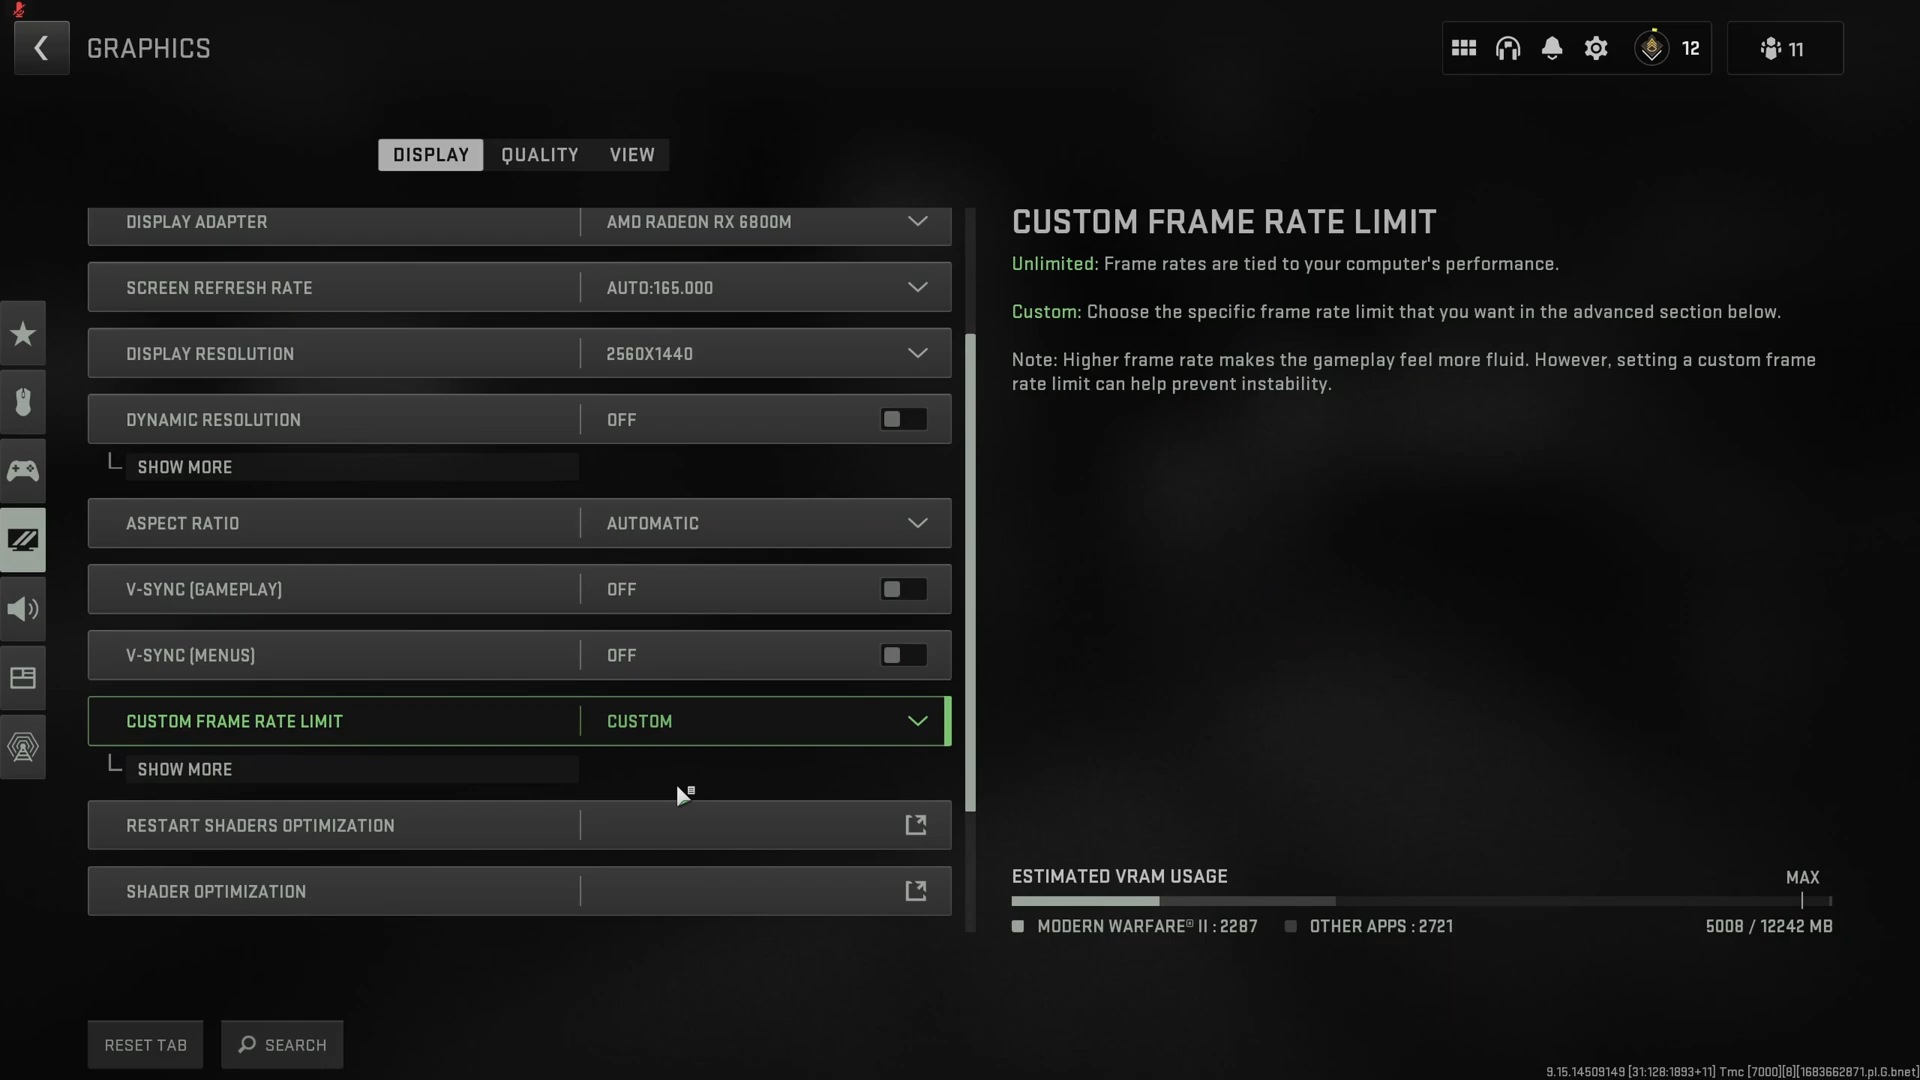 GRAPHICS
12
11
DISPLAY QUALITY VIEW
DISPLAY ADAPTER AMD RADEON RX 6800M
SCREEN REFRESH RATE AUTO:165.000
DISPLAY RESOLUTION 2560X1440
DYNAMIC RESOLUTION OFF
SHOW MORE
ASPECT RATIO AUTOMATIC
V-SYNC (GAMEPLAY) OFF
V-SYNC (MENUS) OFF
CUSTOM FRAME RATE LIMIT CUSTOM
SHOW MORE
RESTART SHADERS OPTIMIZATION
SHADER OPTIMIZATION
CUSTOM FRAME RATE LIMIT
Unlimited: Frame rates are tied to your computer's performance.
Custom: Choose the specific frame rate limit that you want in the advanced section below.
Note: Higher frame rate makes the gameplay feel more fluid. However, setting a custom frame
rate limit can help prevent instability.
ESTIMATED VRAM USAGE
MAX
MODERN WARFARE® II : 2287 OTHER APPS : 2721 5008 / 12242 MB
RESET TAB SEARCH
9.15.14509149 [31:128:1893+11] Tmc [7000][8][1683662871.pl.G.bnet]